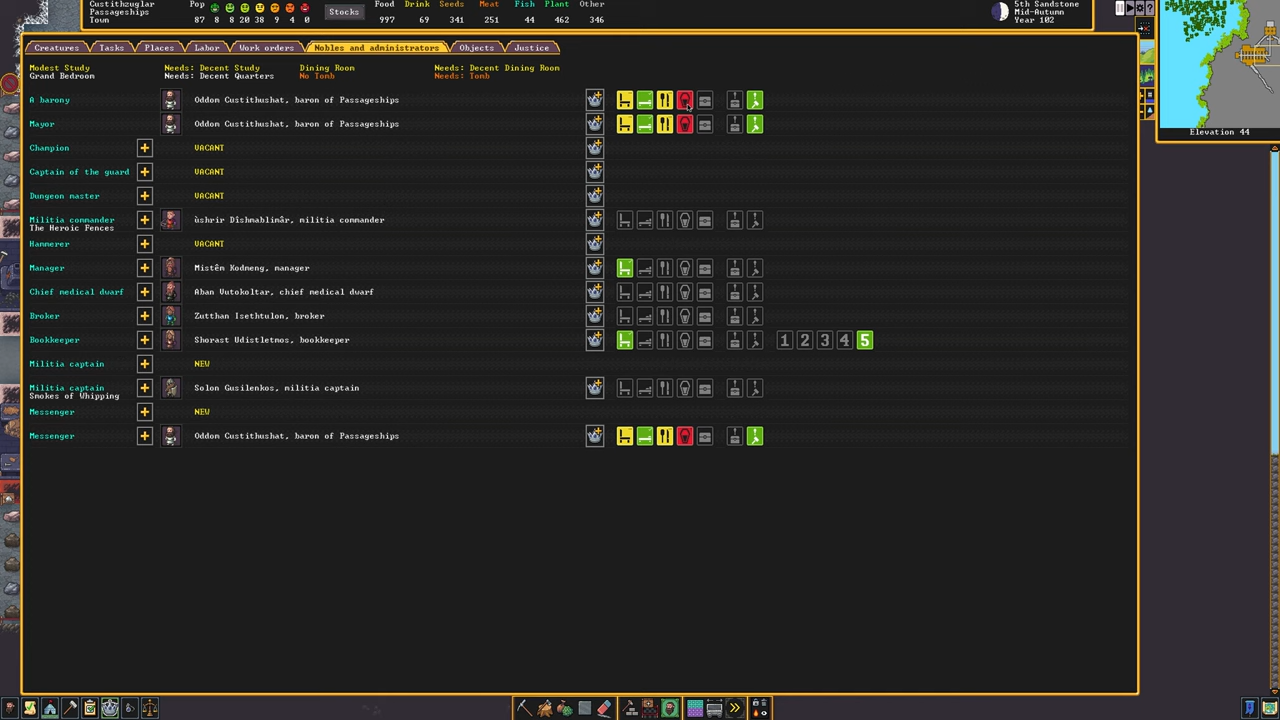 Custithzuglar Pop Food Drink Seeds Meat Fish Plant Other 5th Sandstone
Passageships Stocks Mid-Autumn
Town 87 8 8 20 38 9 4 0 997 69 341 251 44 462 346 Year 102
Creatures Tasks Places Labor Work orders Nobles and administrators Objects Justice
Modest Study Needs: Decent Study Dining Room Needs: Decent Dining Room
Grand Bedroom Needs: Decent Quarters No Tomb Needs: Tomb
A barony Oddom Custithushat, baron of Passageships
Mayor Oddom Custithushat, baron of Passageships
Champion VACANT
Captain of the guard VACANT
Dungeon master VACANT
Militia commander ùshrir Dîshmablimâr, militia commander
The Heroic Fences
Hammerer VACANT
Manager Mistêm Kodmeng, manager
Chief medical dwarf Aban Vutokoltar, chief medical dwarf
Broker Zutthan Isethtulon, broker
Bookkeeper Shorast Udistletmos, bookkeeper 1 2 3 4 5
Militia captain NEW
Militia captain Solon Gusilenkos, militia captain
Smokes of Whipping
Messenger NEW
Messenger Oddom Custithushat, baron of Passageships
Elevation 44